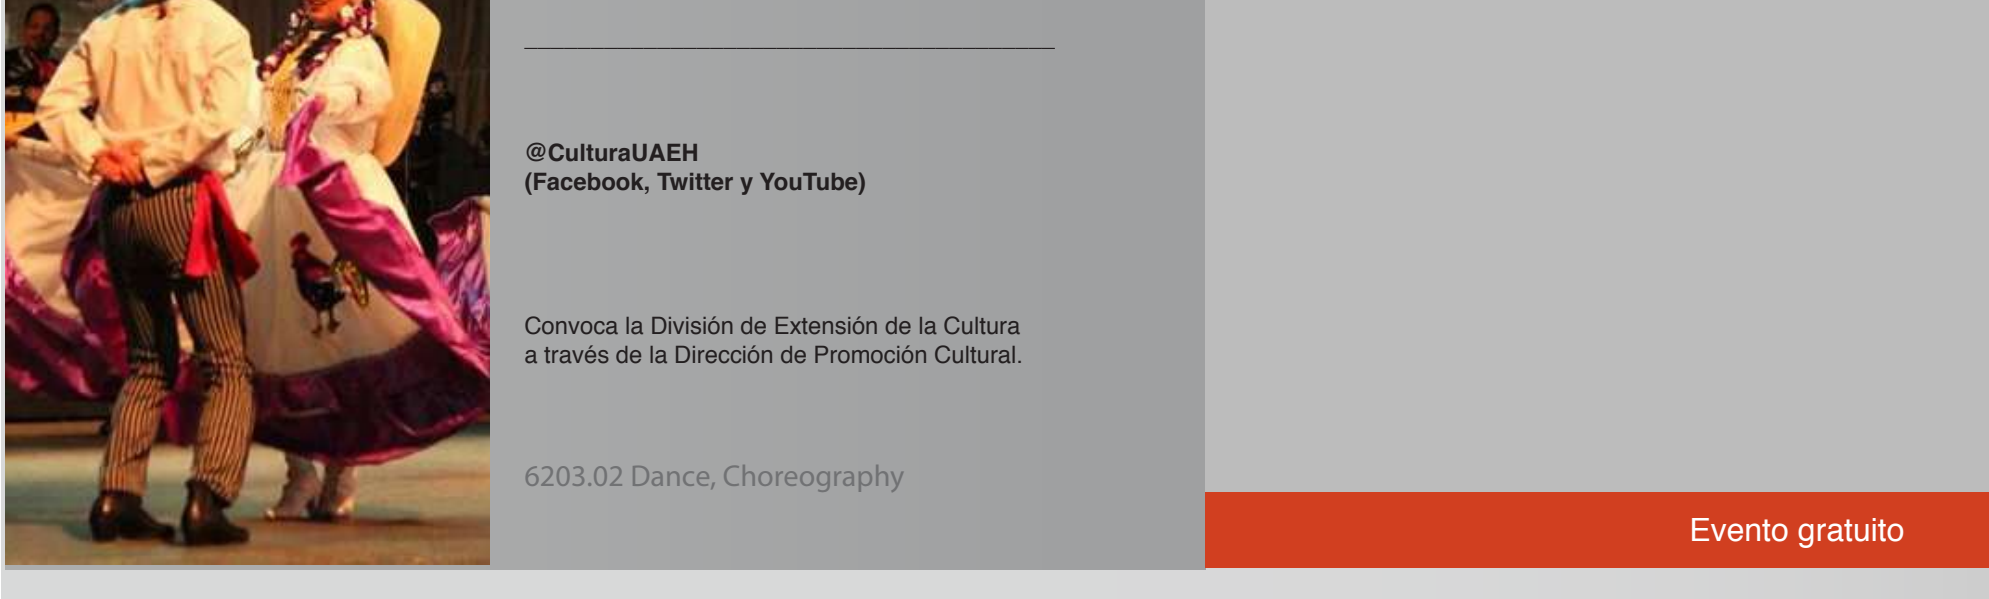 @CulturaUAEH
(Facebook, Twitter y YouTube)
Convoca la División de Extensión de la Cultura
a través de la Dirección de Promoción Cultural.
6203.02 Dance, Choreography
Evento gratuito